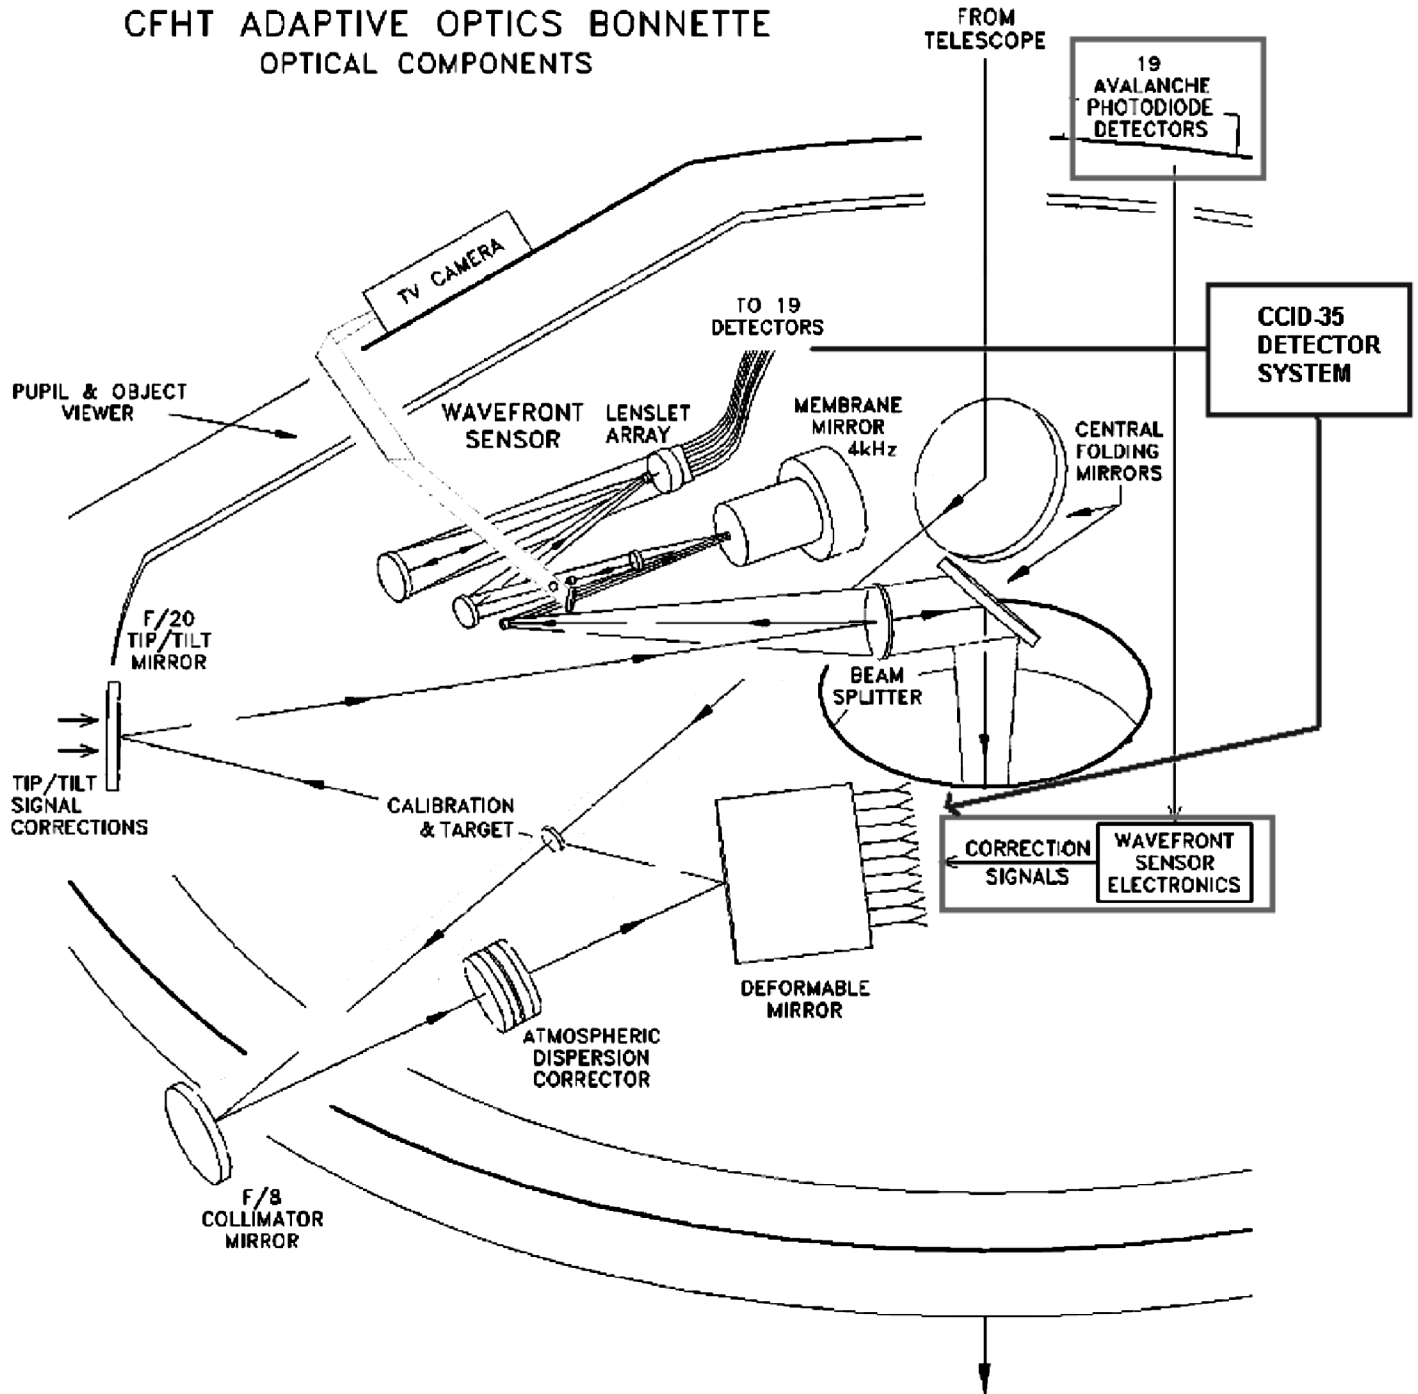 CFHT ADAPTIVE OPTICS BONNETTE
OPTICAL COMPONENTS
FROM
TELESCOPE
19
AVALANCHE
PHOTODIODE
DETECTORS
TV CAMERA
TO 19
DETECTORS
CCID-35
DETECTOR
SYSTEM
PUPIL & OBJECT
VIEWER
WAVEFRONT
SENSOR
LENSLET
ARRAY
MEMBRANE
MIRROR
4kHz
CENTRAL
FOLDING
MIRRORS
F/20
TIP/TILT
MIRROR
BEAM
SPLITTER
TIP/TILT
SIGNAL
CORRECTIONS
CALIBRATION
& TARGET
CORRECTION
SIGNALS
WAVEFRONT
SENSOR
ELECTRONICS
DEFORMABLE
MIRROR
ATMOSPHERIC
DISPERSION
CORRECTOR
F/8
COLLIMATOR
MIRROR